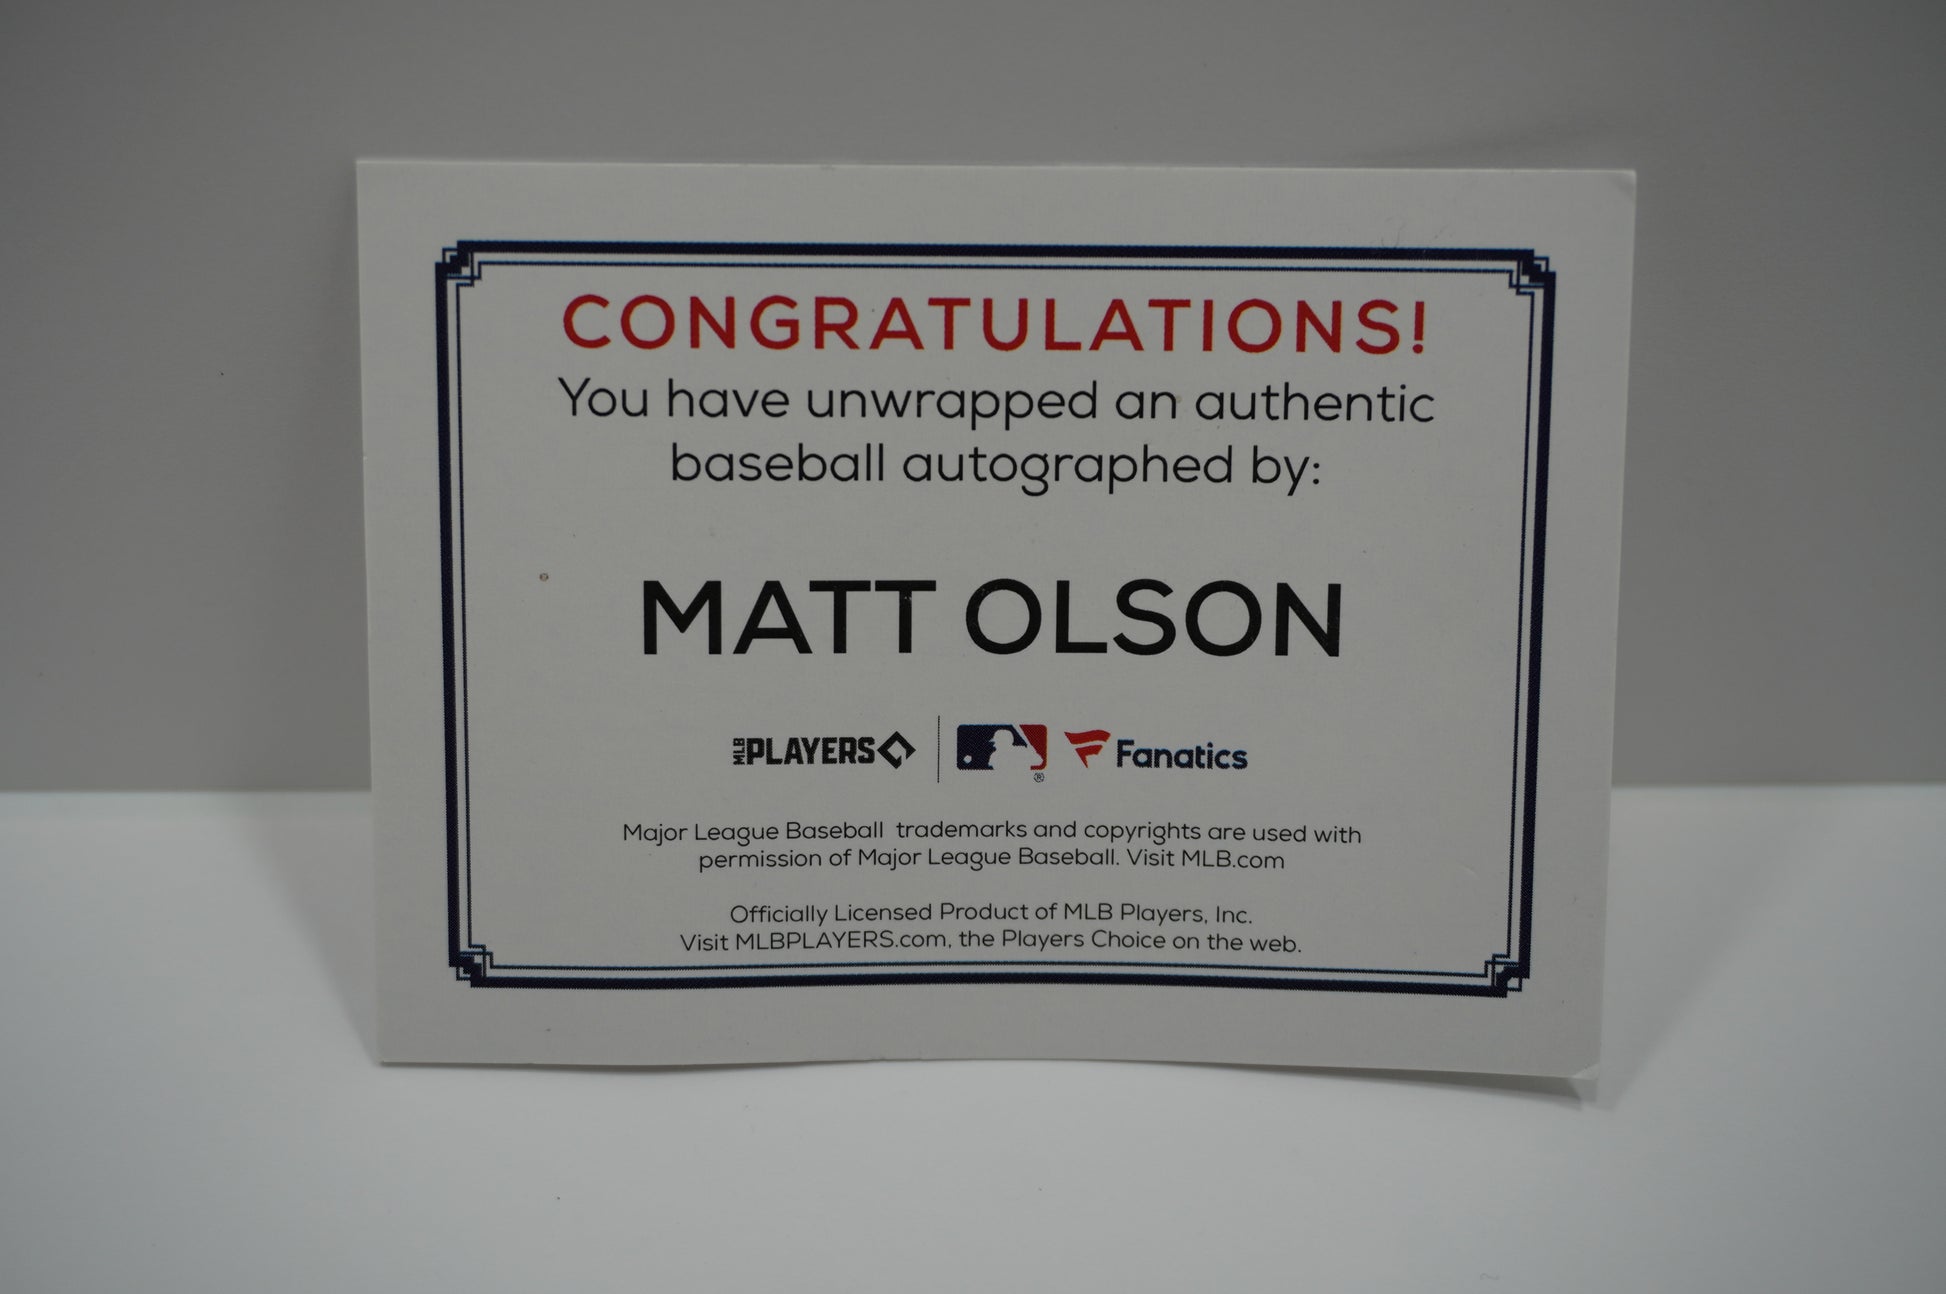 CONGRATULATIONS!
You have unwrapped an authentic
baseball autographed by:
MATT OLSON
MLB PLAYERS ® Fanatics
Major League Baseball trademarks and copyrights are used with
permission of Major League Baseball. Visit MLB.com
Officially Licensed Product of MLB Players, Inc.
Visit MLBPLAYERS.com, the Players Choice on the web.